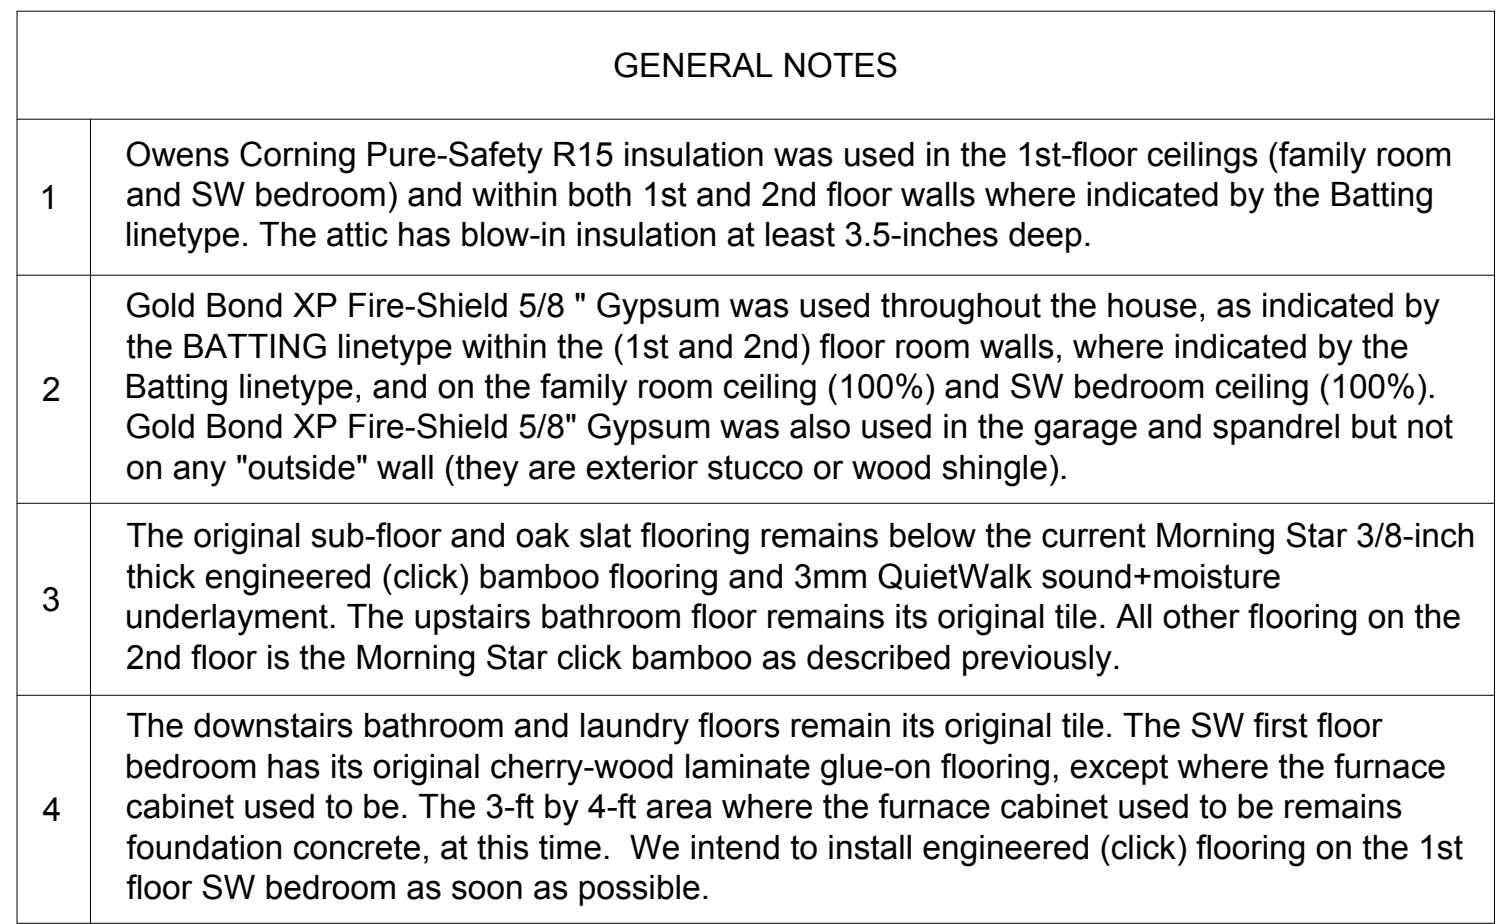 GENERAL NOTES
1
Owens Corning Pure-Safety R15 insulation was used in the 1st-floor ceilings (family room
and SW bedroom) and within both 1st and 2nd floor walls where indicated by the Batting
linetype. The attic has blow-in insulation at least 3.5-inches deep.
2
Gold Bond XP Fire-Shield 5/8 " Gypsum was used throughout the house, as indicated by
the BATTING linetype within the (1st and 2nd) floor room walls, where indicated by the
Batting linetype, and on the family room ceiling (100%) and SW bedroom ceiling (100%).
Gold Bond XP Fire-Shield 5/8" Gypsum was also used in the garage and spandrel but not
on any "outside" wall (they are exterior stucco or wood shingle).
3
The original sub-floor and oak slat flooring remains below the current Morning Star 3/8-inch
thick engineered (click) bamboo flooring and 3mm QuietWalk sound+moisture
underlayment. The upstairs bathroom floor remains its original tile. All other flooring on the
2nd floor is the Morning Star click bamboo as described previously.
4
The downstairs bathroom and laundry floors remain its original tile. The SW first floor
bedroom has its original cherry-wood laminate glue-on flooring, except where the furnace
cabinet used to be. The 3-ft by 4-ft area where the furnace cabinet used to be remains
foundation concrete, at this time.  We intend to install engineered (click) flooring on the 1st
floor SW bedroom as soon as possible.